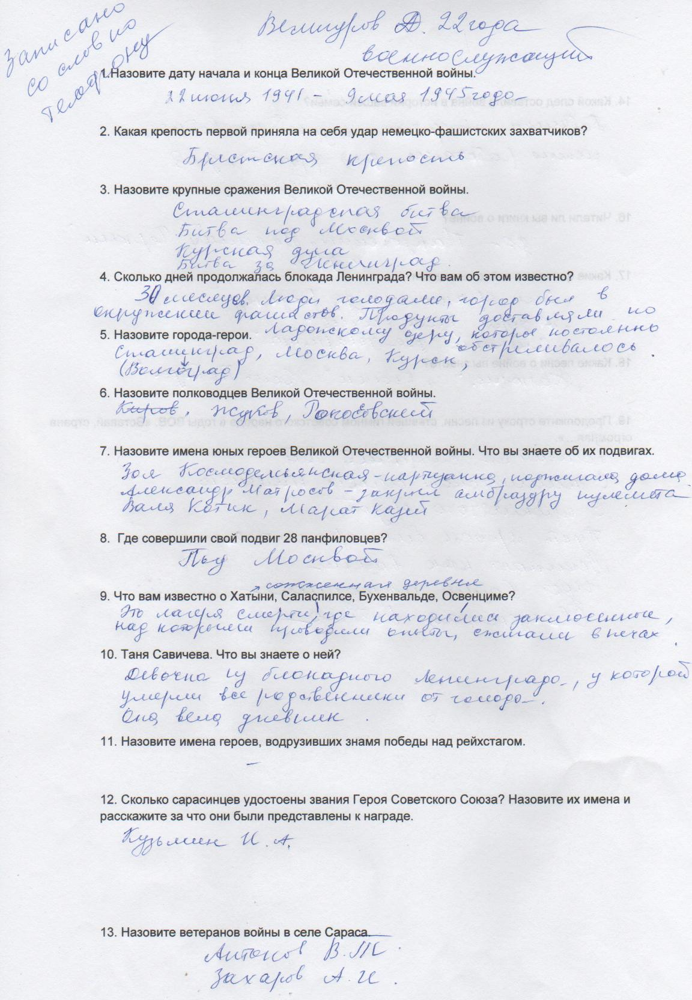 Записано
со слов по
телефону
Вемшуров Д. 22 года
военнослужащий
1.Назовите дату начала и конца Великой Отечественной войны.
22 июня 1941 - 9 мая 1945 года
2. Какая крепость первой приняла на себя удар немецко-фашистских захватчиков?
Брестская крепость
3. Назовите крупные сражения Великой Отечественной войны.
Сталинградская битва
Битва под Москвой
Курская дуга
Битва за Ленинград.
4. Сколько дней продолжалась блокада Ленинграда? Что вам об этом известно?
30 месяцев. Люди голодали, город был в
окружении фашистов. Продукты доставляли по
Ладожскому озеру, которое постоянно
обстреливалось
5. Назовите города-герои.
Сталинград, Москва, Курск,
(Волгоград)
6. Назовите полководцев Великой Отечественной войны.
Киров, Жуков, Рокоссовский
7. Назовите имена юных героев Великой Отечественной войны. Что вы знаете об их подвигах.
Зоя Космодемьянская - партизанка, поджигала дома
Александр Матросов - закрыл амбразуру пулемета
Валя Котик, Марат Казей
8. Где совершили свой подвиг 28 панфиловцев?
Под Москвой
сожженная деревня
9. Что вам известно о Хатыни, Саласпилсе, Бухенвальде, Освенциме?
Это лагеря смерти, где находились заключенные,
над которыми проводили опыты, сжигали в печах.
10. Таня Савичева. Что вы знаете о ней?
Девочка из блокадного Ленинграда, у которой
умерли все родственники от голода.
Она вела дневник.
11. Назовите имена героев, водрузивших знамя победы над рейхстагом.
-
12. Сколько сарасинцев удостоены звания Героя Советского Союза? Назовите их имена и
расскажите за что они были представлены к награде.
Кузьмин И.А.
13. Назовите ветеранов войны в селе Сараса.
Антонов В.Т.
Захаров А.И.